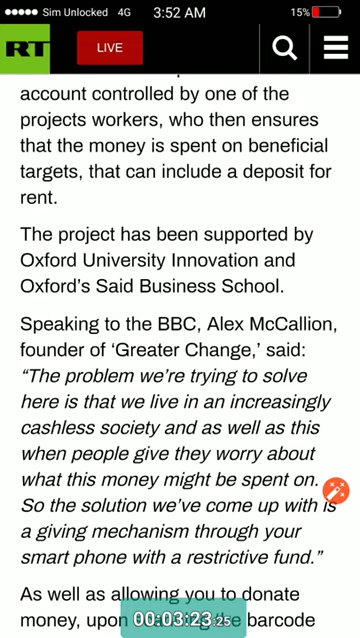 Sim Unlocked 4G 3:52 AM 15%
RT LIVE
account controlled by one of the
projects workers, who then ensures
that the money is spent on beneficial
targets, that can include a deposit for
rent.
The project has been supported by
Oxford University Innovation and
Oxford’s Said Business School.
Speaking to the BBC, Alex McCallion,
founder of ‘Greater Change,’ said:
“The problem we’re trying to solve
here is that we live in an increasingly
cashless society and as well as this
when people give they worry about
what this money might be spent on.
So the solution we’ve come up with is
a giving mechanism through your
smart phone with a restrictive fund.”
As well as allowing you to donate
money, upon the barcode
00:03:23:25